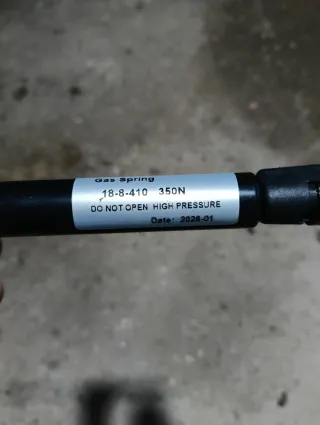 Gas Spring
18-8-410 350N
DO NOT OPEN HIGH PRESSURE
Date: 2026-01